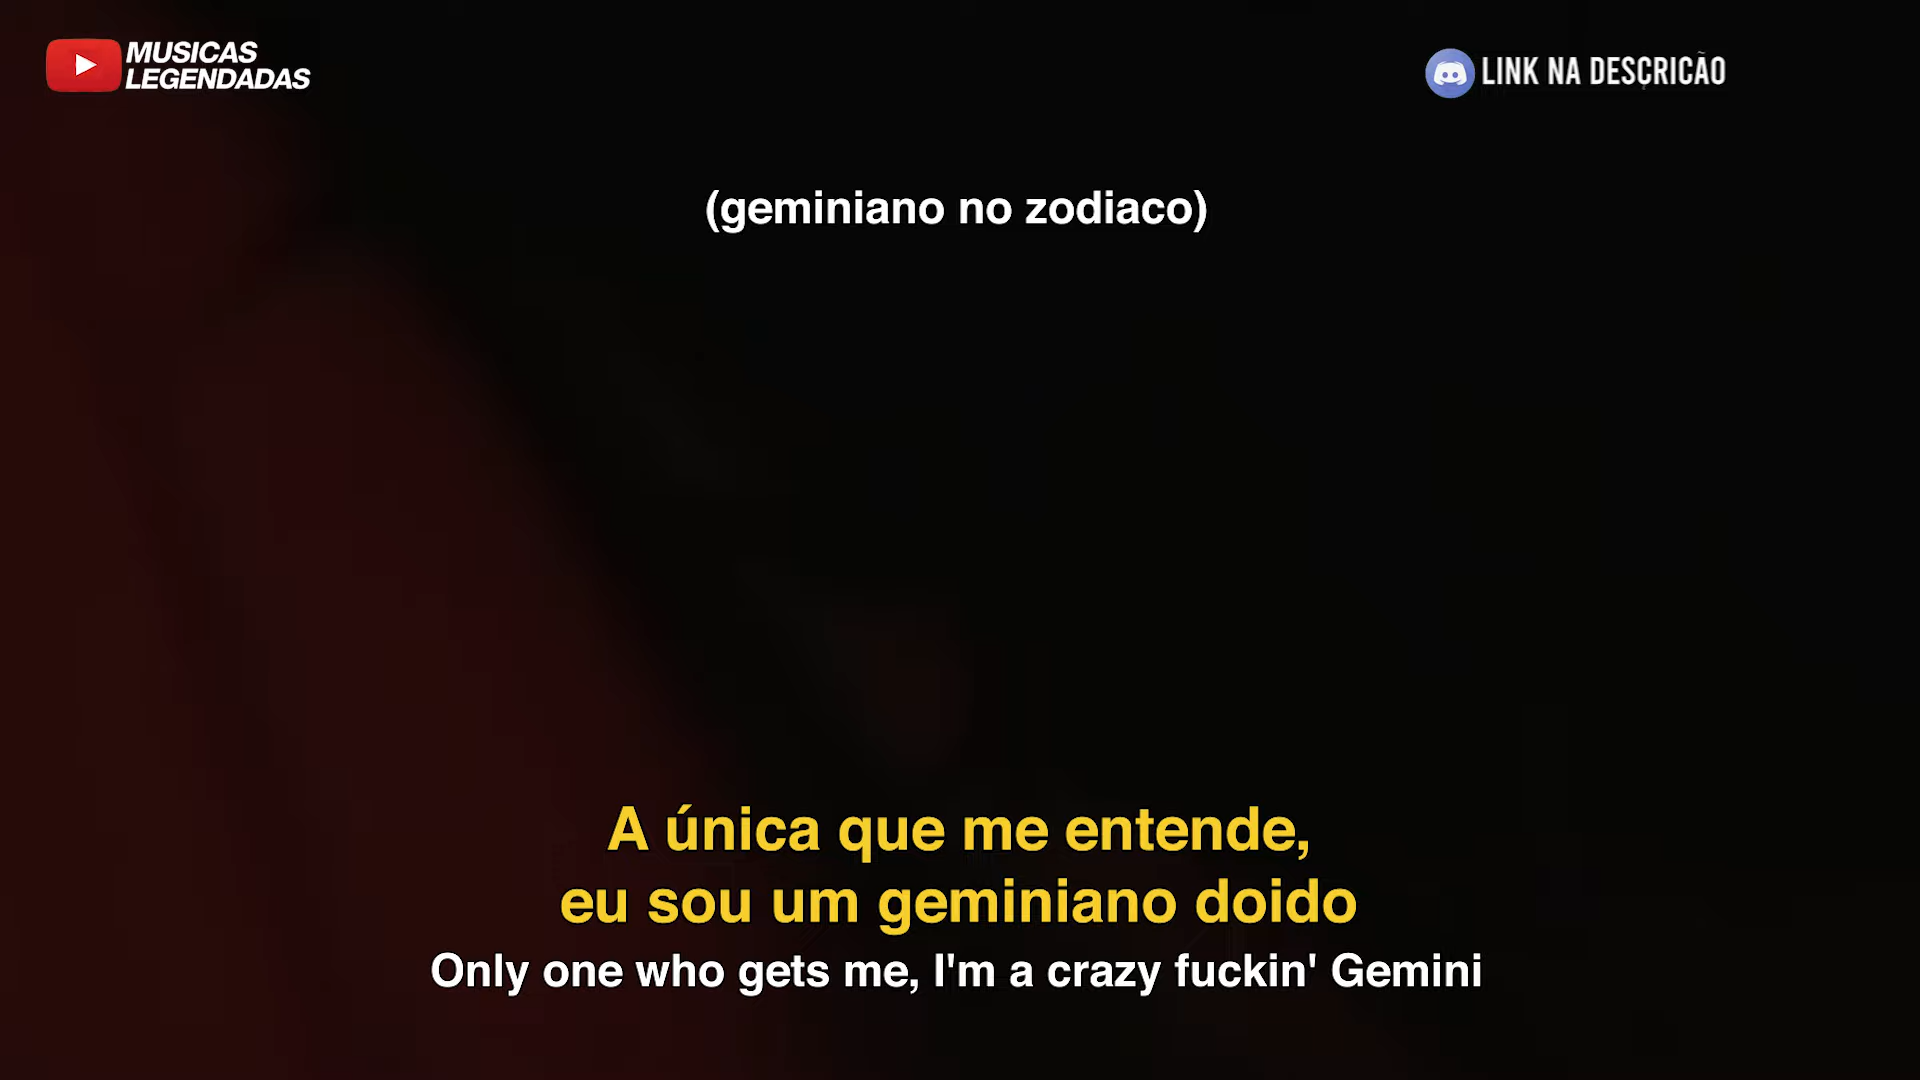 MUSICAS
LEGENDADAS
LINK NA DESCRICÃO
(geminiano no zodiaco)
A única que me entende,
eu sou um geminiano doido
Only one who gets me, I'm a crazy fuckin' Gemini